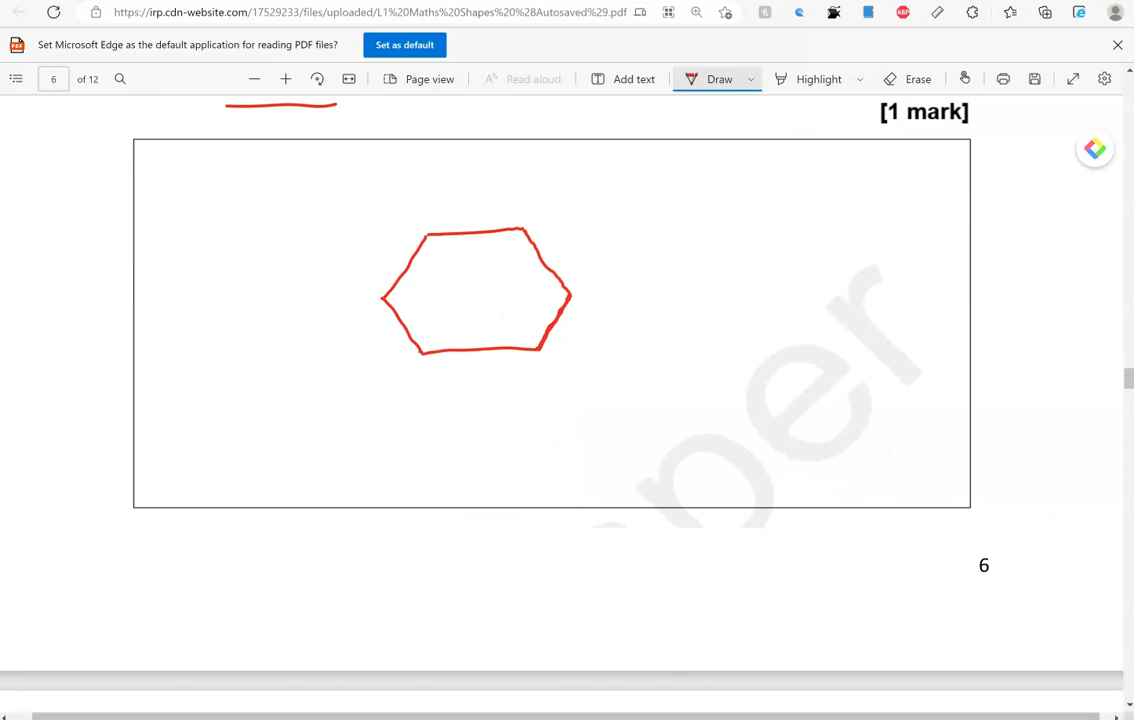 https://irp.cdn-website.com/17529233/files/uploaded/L1%20Maths%20Shapes%20%28Autosaved%29.pdf
Set Microsoft Edge as the default application for reading PDF files? Set as default
6 of 12 Page view Read aloud Add text Draw Highlight Erase
[1 mark]
per
6